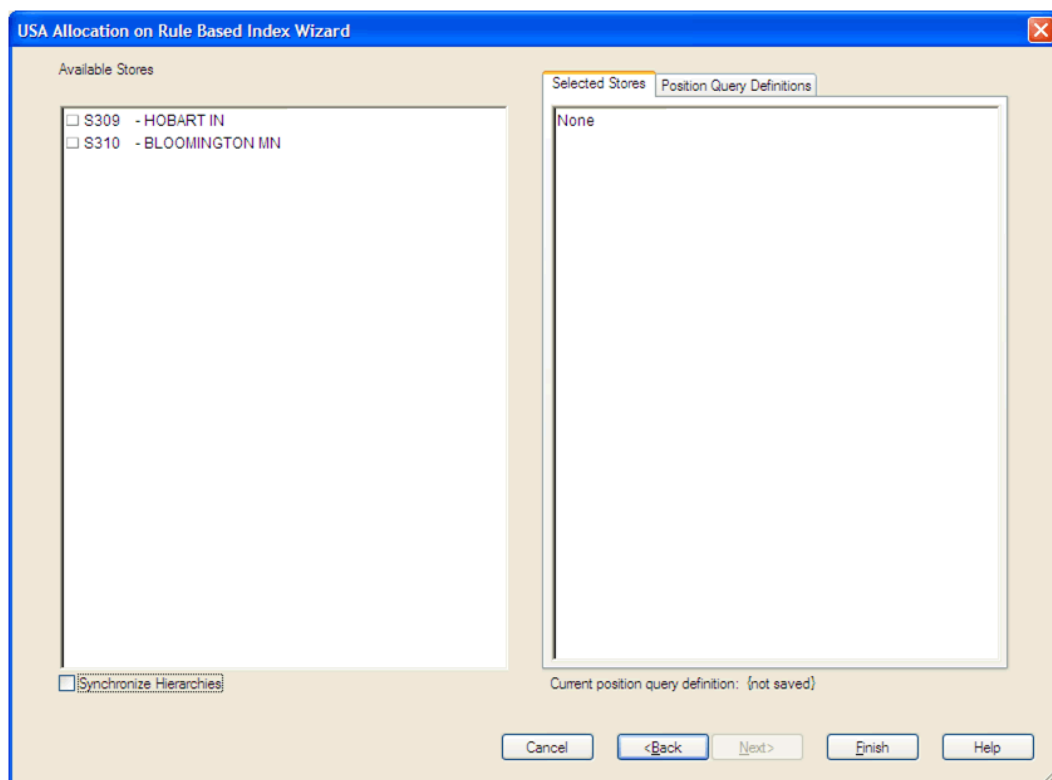 USA Allocation on Rule Based Index Wizard
Available Stores
S309 - HOBART IN
S310 - BLOOMINGTON MN
Synchronize Hierarchies
Selected Stores Position Query Definitions
None
Current position query definition: {not saved}
Cancel <Back Next> Finish Help